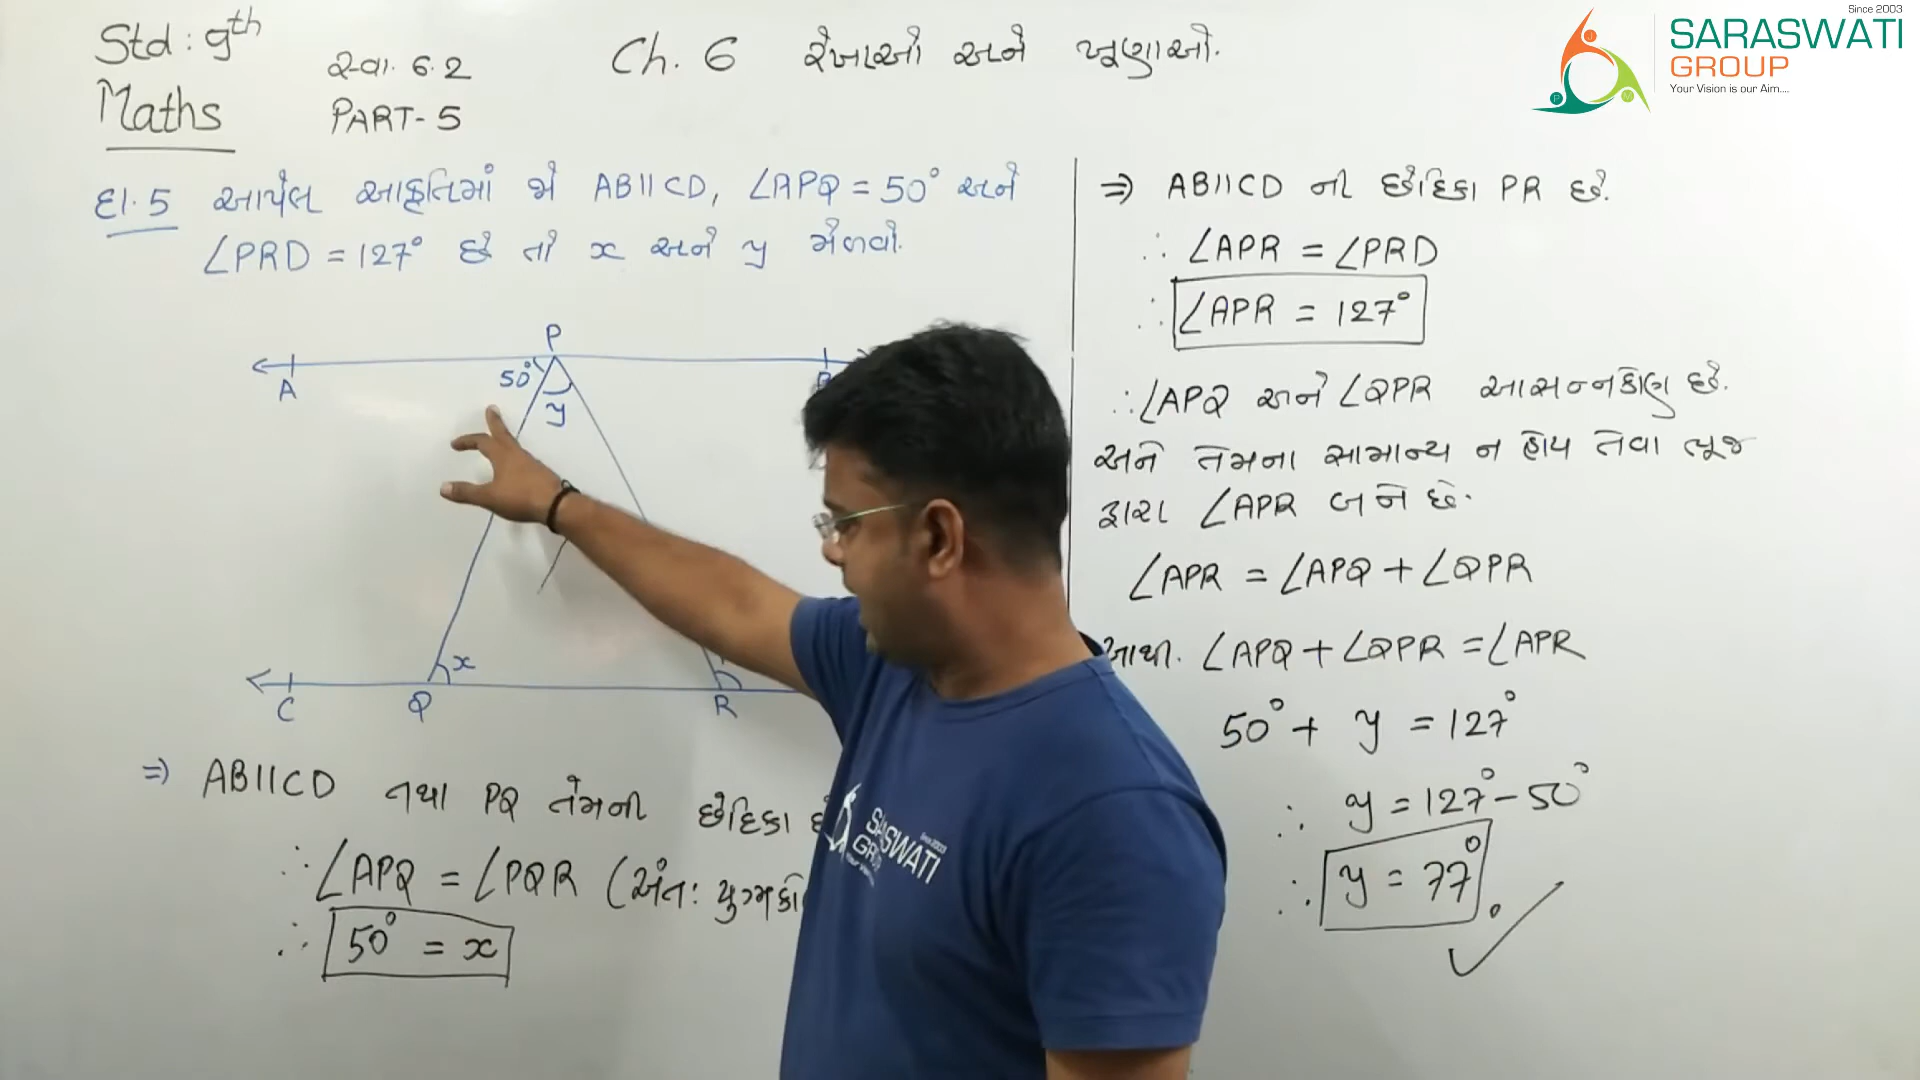 Std : 9th
Maths
સ્વા. 6.2
PART- 5
Ch. 6 રેખાઓ અને ખૂણાઓ.
Since 2003
SARASWATI
GROUP
Your Vision is our Aim....
દા.5 આપેલ આકૃતિમાં જો AB||CD, ∠APQ = 50° અને
∠PRD = 127° છે તો x અને y મેળવો.
P
A
50°
y
x
C
Q
R
⇒ AB||CD તથા PQ તેમની છેદિકા
∴ ∠APQ = ∠PQR (અંતઃ યુગ્મકો
∴ 50° = x
⇒ AB||CD ની છેદિકા PR છે.
∴ ∠APR = ∠PRD
∴ ∠APR = 127°
∴ ∠APQ અને ∠QPR આસન્નકોણ છે.
અને તેમના સામાન્ય ન હોય તેવા ભૂજ
દ્વારા ∠APR બને છે.
∠APR = ∠APQ + ∠QPR
આથી. ∠APQ + ∠QPR = ∠APR
50° + y = 127°
∴ y = 127° - 50°
∴ y = 77°.
SARASWATI
GR